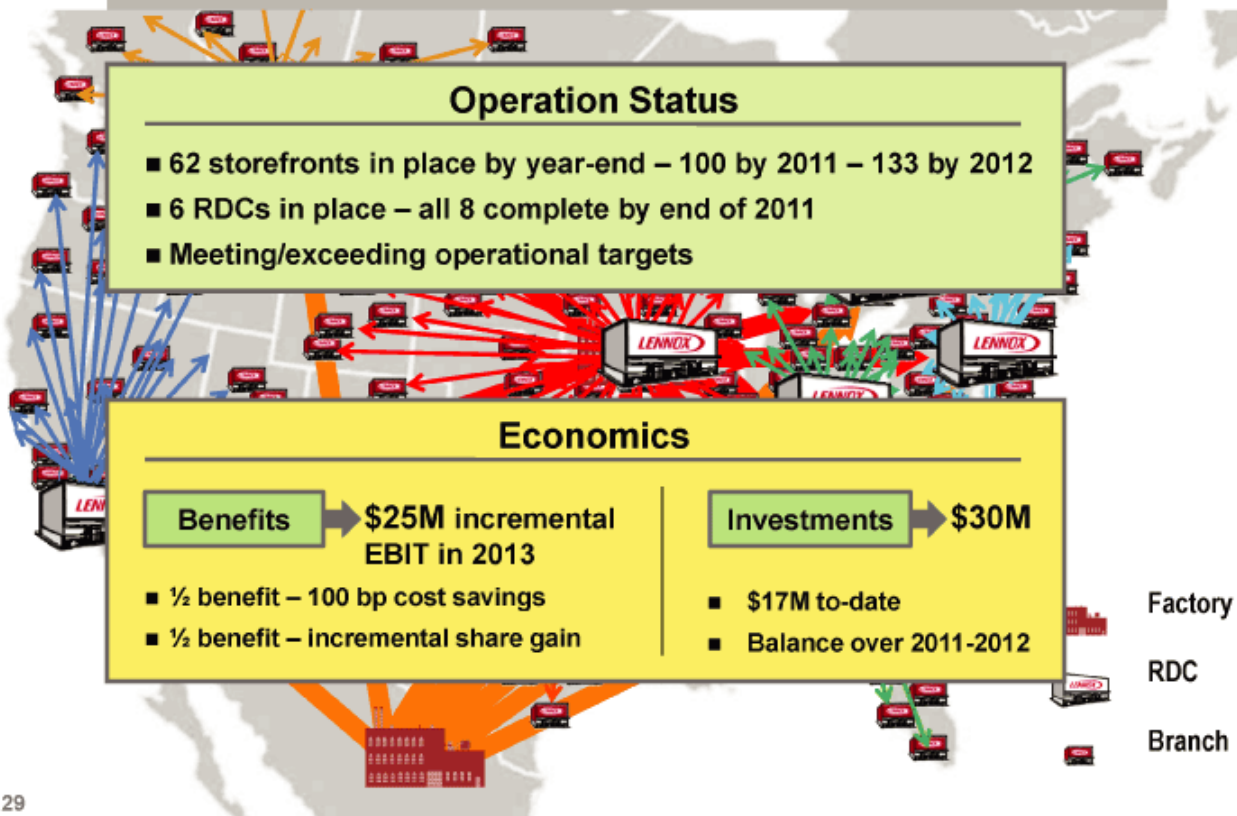 Operation Status
■ 62 storefronts in place by year-end – 100 by 2011 – 133 by 2012
■ 6 RDCs in place – all 8 complete by end of 2011
■ Meeting/exceeding operational targets
LENNOX
LENNOX
LENNOX
Economics
Benefits
$25M incremental
EBIT in 2013
■ ½ benefit – 100 bp cost savings
■ ½ benefit – incremental share gain
Investments
$30M
■ $17M to-date
■ Balance over 2011-2012
Factory
RDC
Branch
29